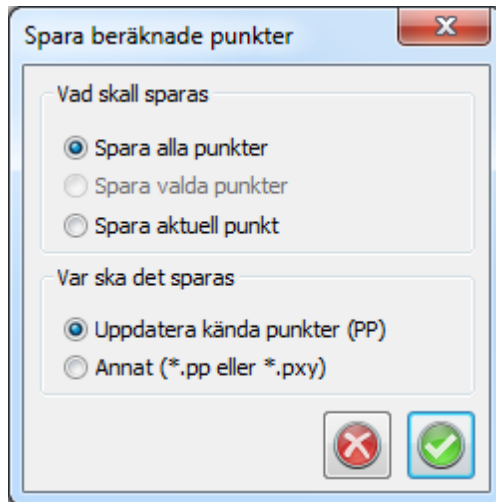 Spara beräknade punkter
Vad skall sparas
Spara alla punkter
Spara valda punkter
Spara aktuell punkt
Var ska det sparas
Uppdatera kända punkter (PP)
Annat (*.pp eller *.pxy)